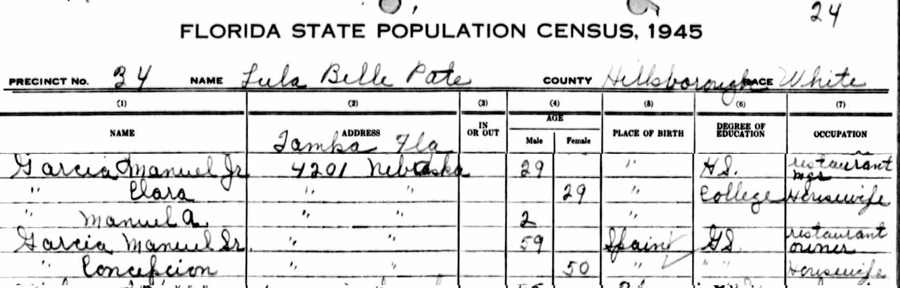 24
FLORIDA STATE POPULATION CENSUS, 1945
PRECINCT No. 34 NAME Lula Belle Pate COUNTY Hillsborough RACE White
(1) (2) (3) (4) (5) (6) (7)
NAME ADDRESS IN OR OUT AGE Male Female PLACE OF BIRTH DEGREE OF EDUCATION OCCUPATION
Tampa Fla
Garcia Manuel Jr 4201 Nebraska 29 " H.S. restaurant mgr
" Clara " " 29 " College Housewife
" Manuel A. " " 2 "
Garcia Manuel Sr. " " 59 Spain G.S. restaurant owner
" Concepcion " " 50 " " " Housewife